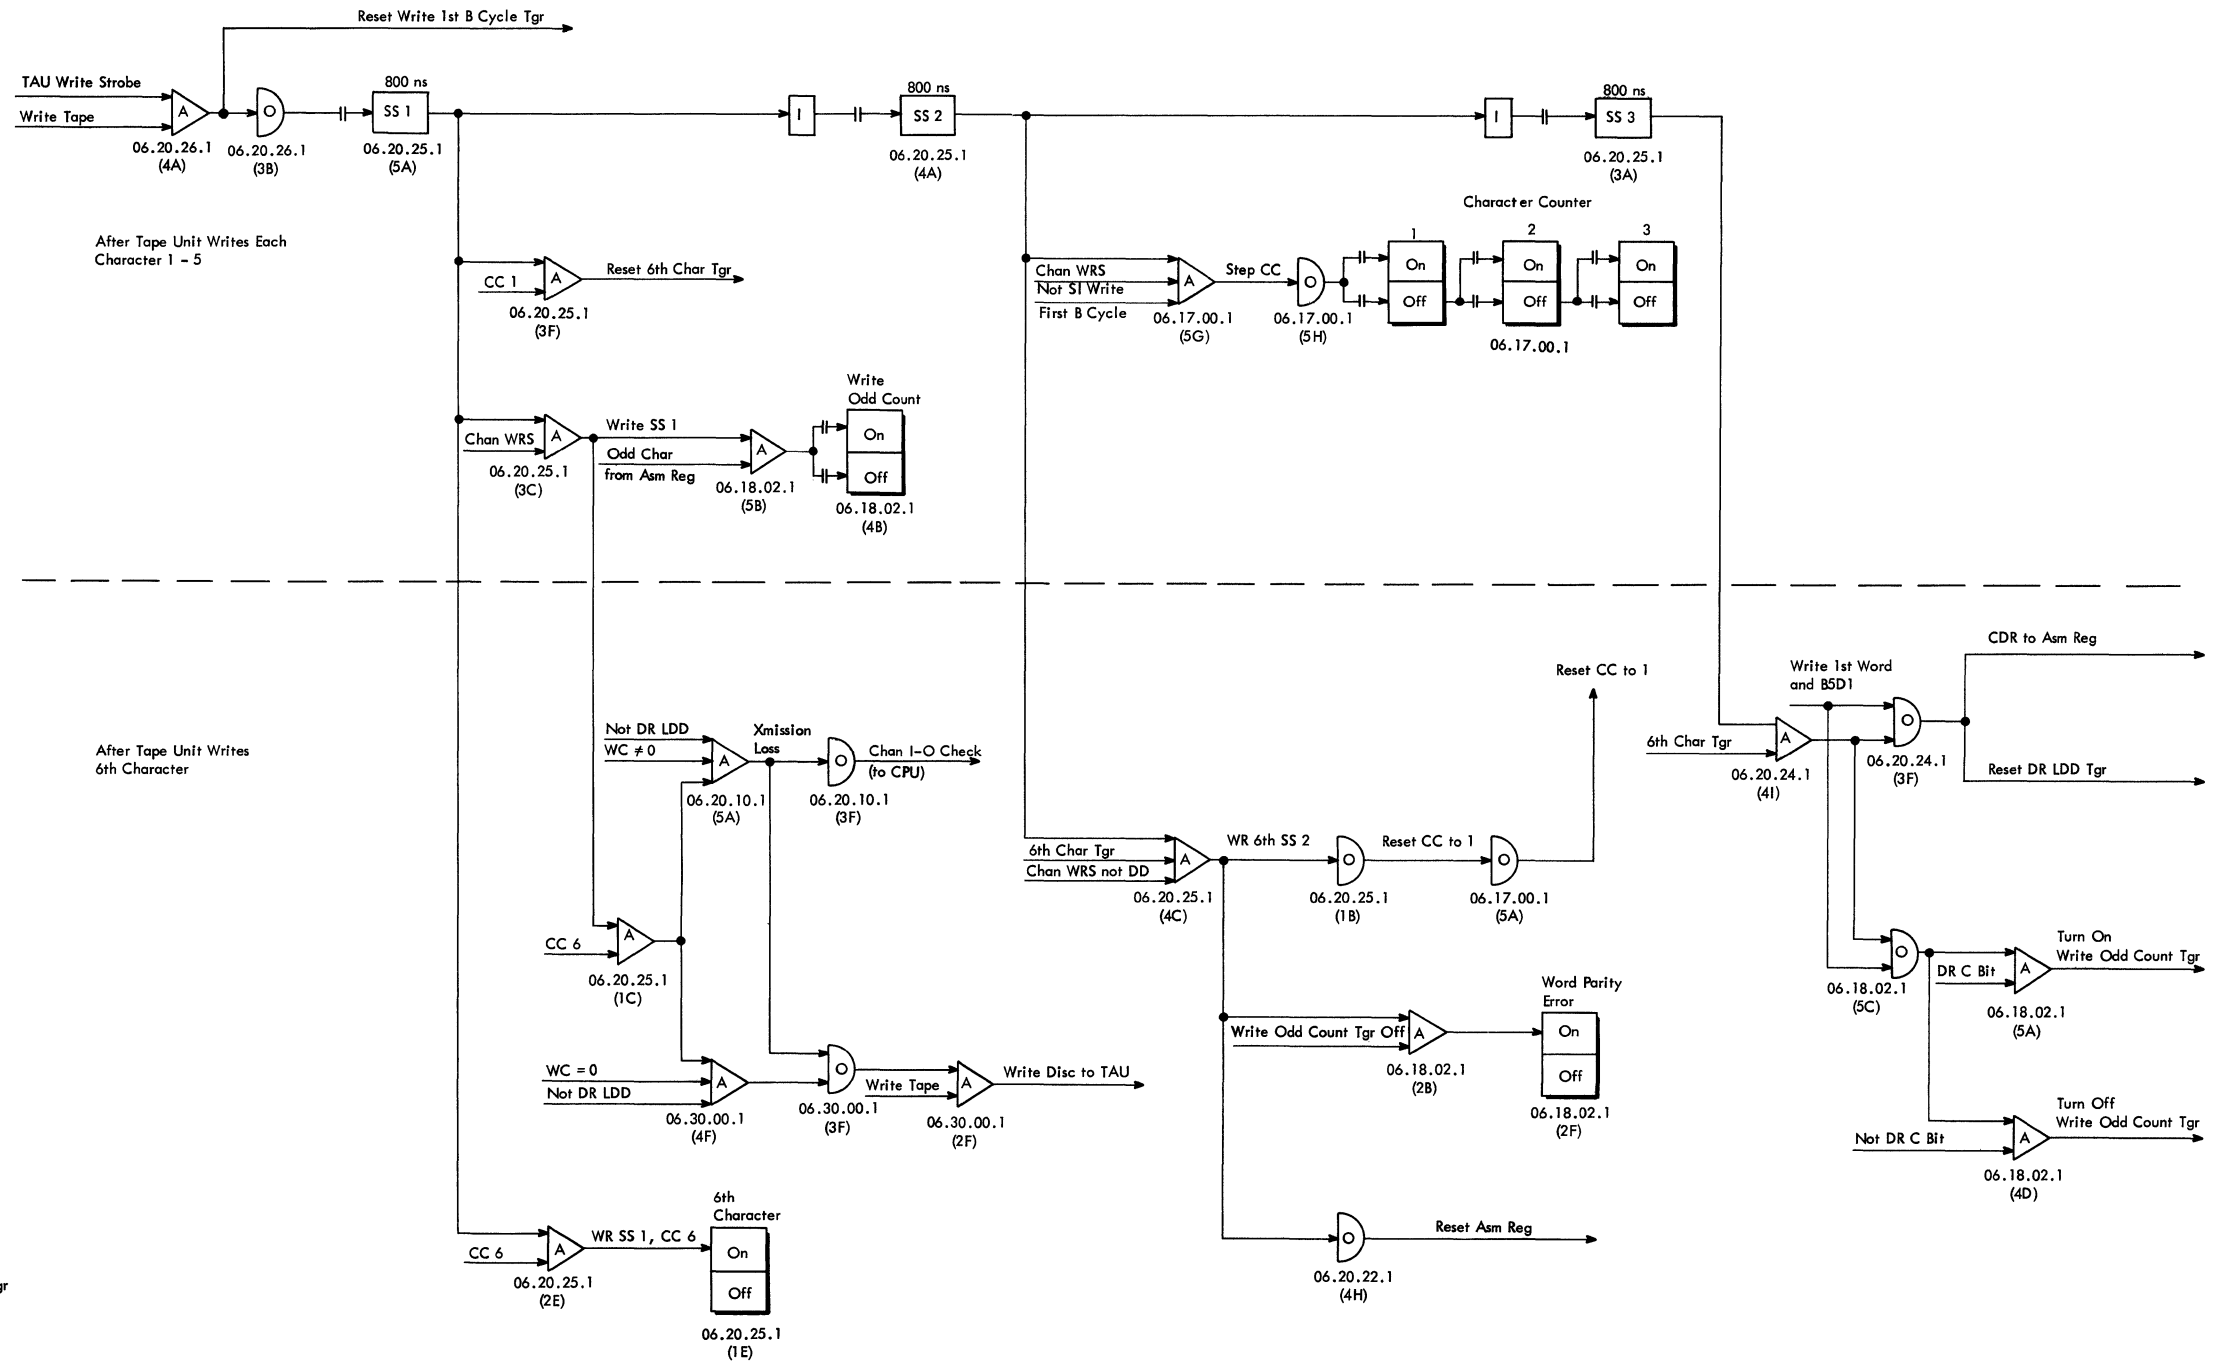 Reset Write 1st B Cycle Tgr
TAU Write Strobe
Write Tape
A
06.20.26.1
(4A)
O
06.20.26.1
(3B)
800 ns
SS 1
06.20.25.1
(5A)
I
800 ns
SS 2
06.20.25.1
(4A)
I
800 ns
SS 3
06.20.25.1
(3A)
After Tape Unit Writes Each
Character 1 - 5
CC 1
A
Reset 6th Char Tgr
06.20.25.1
(3F)
Chan WRS
Not SI Write
First B Cycle
A
06.17.00.1
(5G)
Step CC
O
06.17.00.1
(5H)
Character Counter
1
On
Off
2
On
Off
3
On
Off
06.17.00.1
Chan WRS
A
06.20.25.1
(3C)
Write SS 1
Odd Char
from Asm Reg
A
06.18.02.1
(5B)
Write
Odd Count
On
Off
06.18.02.1
(4B)
After Tape Unit Writes
6th Character
Not DR LDD
WC ≠ 0
A
06.20.10.1
(5A)
Xmission
Loss
O
06.20.10.1
(3F)
Chan I-O Check
(to CPU)
CC 6
A
06.20.25.1
(1C)
WC = 0
Not DR LDD
A
06.30.00.1
(4F)
O
06.30.00.1
(3F)
Write Tape
A
06.30.00.1
(2F)
Write Disc to TAU
CC 6
A
06.20.25.1
(2E)
WR SS 1, CC 6
6th
Character
On
Off
06.20.25.1
(1E)
gr
6th Char Tgr
Chan WRS not DD
A
06.20.25.1
(4C)
WR 6th SS 2
O
06.20.25.1
(1B)
Reset CC to 1
O
06.17.00.1
(5A)
Reset CC to 1
Write Odd Count Tgr Off
A
06.18.02.1
(2B)
Word Parity
Error
On
Off
06.18.02.1
(2F)
O
06.20.22.1
(4H)
Reset Asm Reg
6th Char Tgr
A
06.20.24.1
(4I)
Write 1st Word
and B5D1
O
06.20.24.1
(3F)
CDR to Asm Reg
Reset DR LDD Tgr
O
06.18.02.1
(5C)
DR C Bit
A
06.18.02.1
(5A)
Turn On
Write Odd Count Tgr
Not DR C Bit
A
06.18.02.1
(4D)
Turn Off
Write Odd Count Tgr